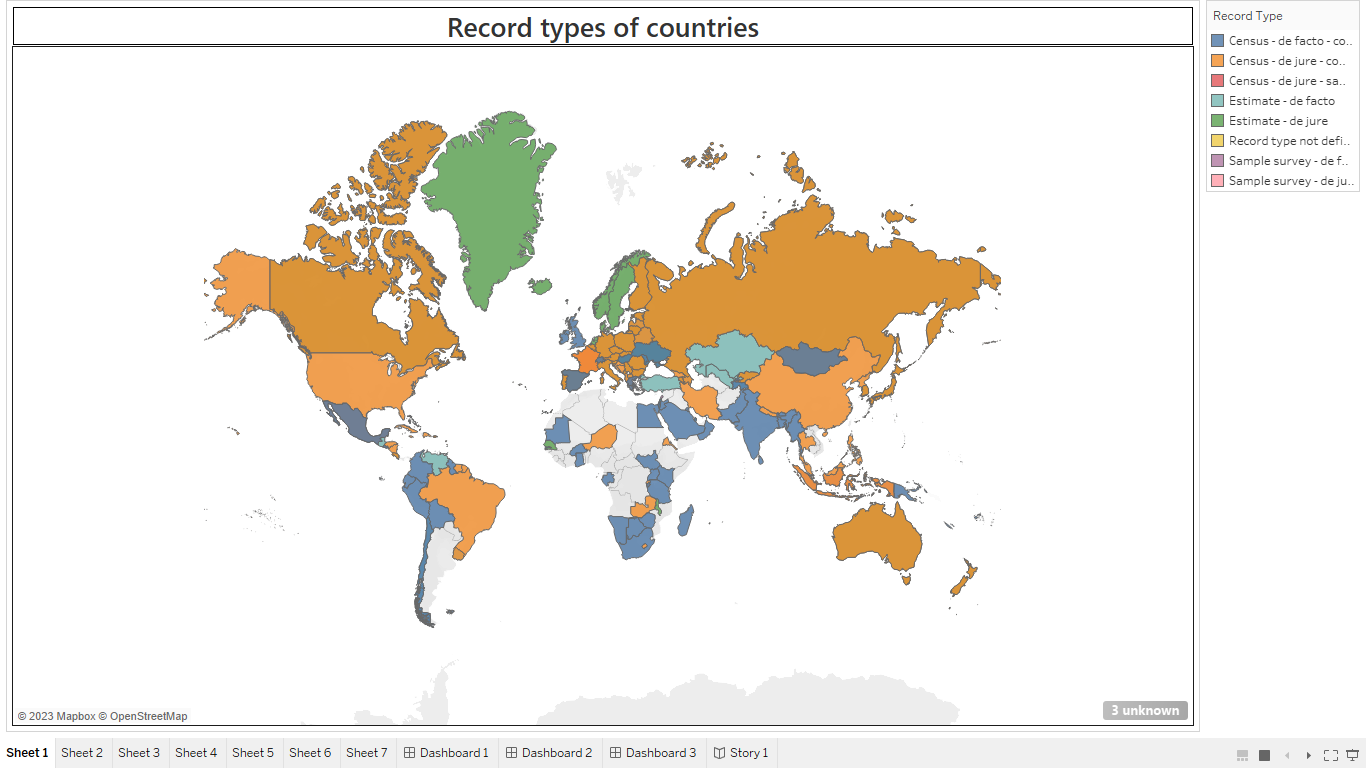 Record types of countries
Record Type
Census - de facto - co..
Census - de jure - co..
Census - de jure - sa..
Estimate - de facto
Estimate - de jure
Record type not defi..
Sample survey - de f..
Sample survey - de ju..
© 2023 Mapbox © OpenStreetMap
3 unknown
Sheet 1 Sheet 2 Sheet 3 Sheet 4 Sheet 5 Sheet 6 Sheet 7 Dashboard 1 Dashboard 2 Dashboard 3 Story 1